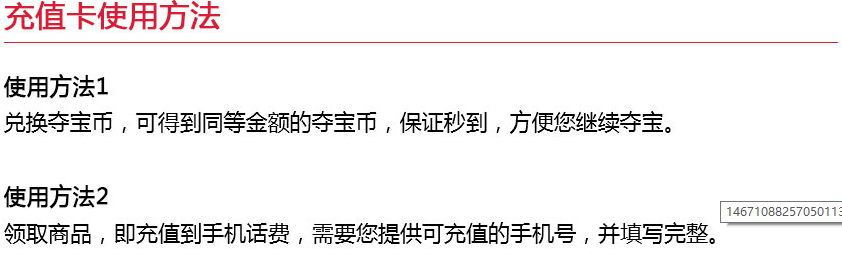 充值卡使用方法
使用方法1
兑换夺宝币，可得到同等金额的夺宝币，保证秒到，方便您继续夺宝。
使用方法2
14671088257050113
领取商品，即充值到手机话费，需要您提供可充值的手机号，并填写完整。